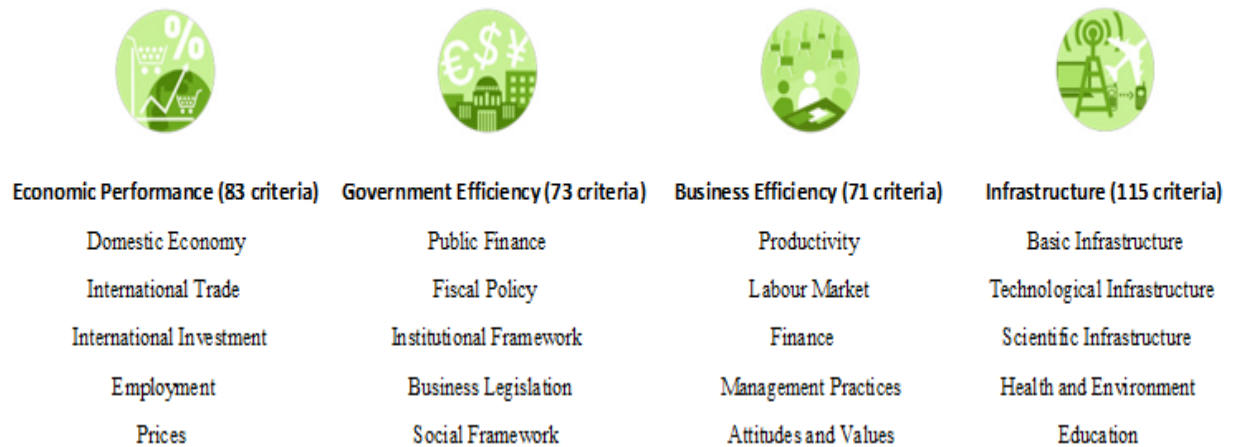 Economic Performance (83 criteria)
Domestic Economy
International Trade
International Investment
Employment
Prices
Government Efficiency (73 criteria)
Public Finance
Fiscal Policy
Institutional Framework
Business Legislation
Social Framework
Business Efficiency (71 criteria)
Productivity
Labour Market
Finance
Management Practices
Attitudes and Values
Infrastructure (115 criteria)
Basic Infrastructure
Technological Infrastructure
Scientific Infrastructure
Health and Environment
Education